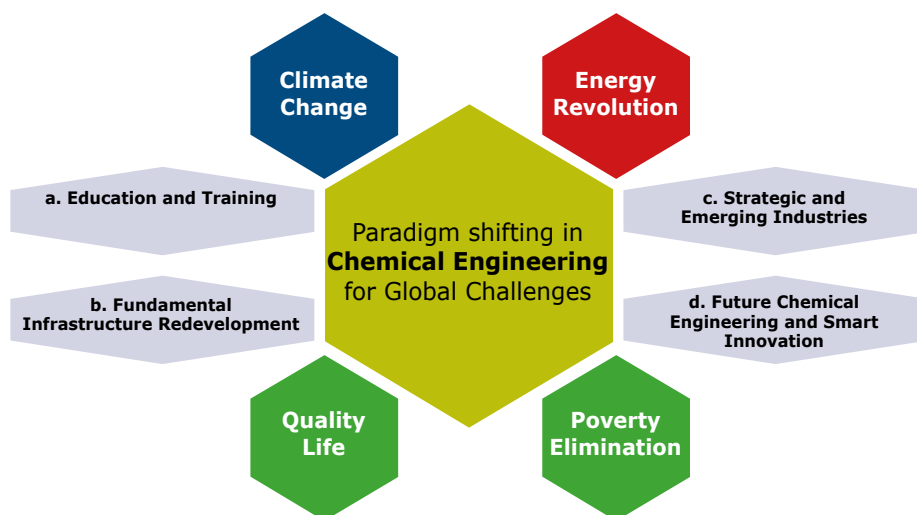 Climate
Change
Energy
Revolution
a. Education and Training
c. Strategic and
Emerging Industries
Paradigm shifting in
Chemical Engineering
for Global Challenges
b. Fundamental
Infrastructure Redevelopment
d. Future Chemical
Engineering and Smart
Innovation
Quality
Life
Poverty
Elimination